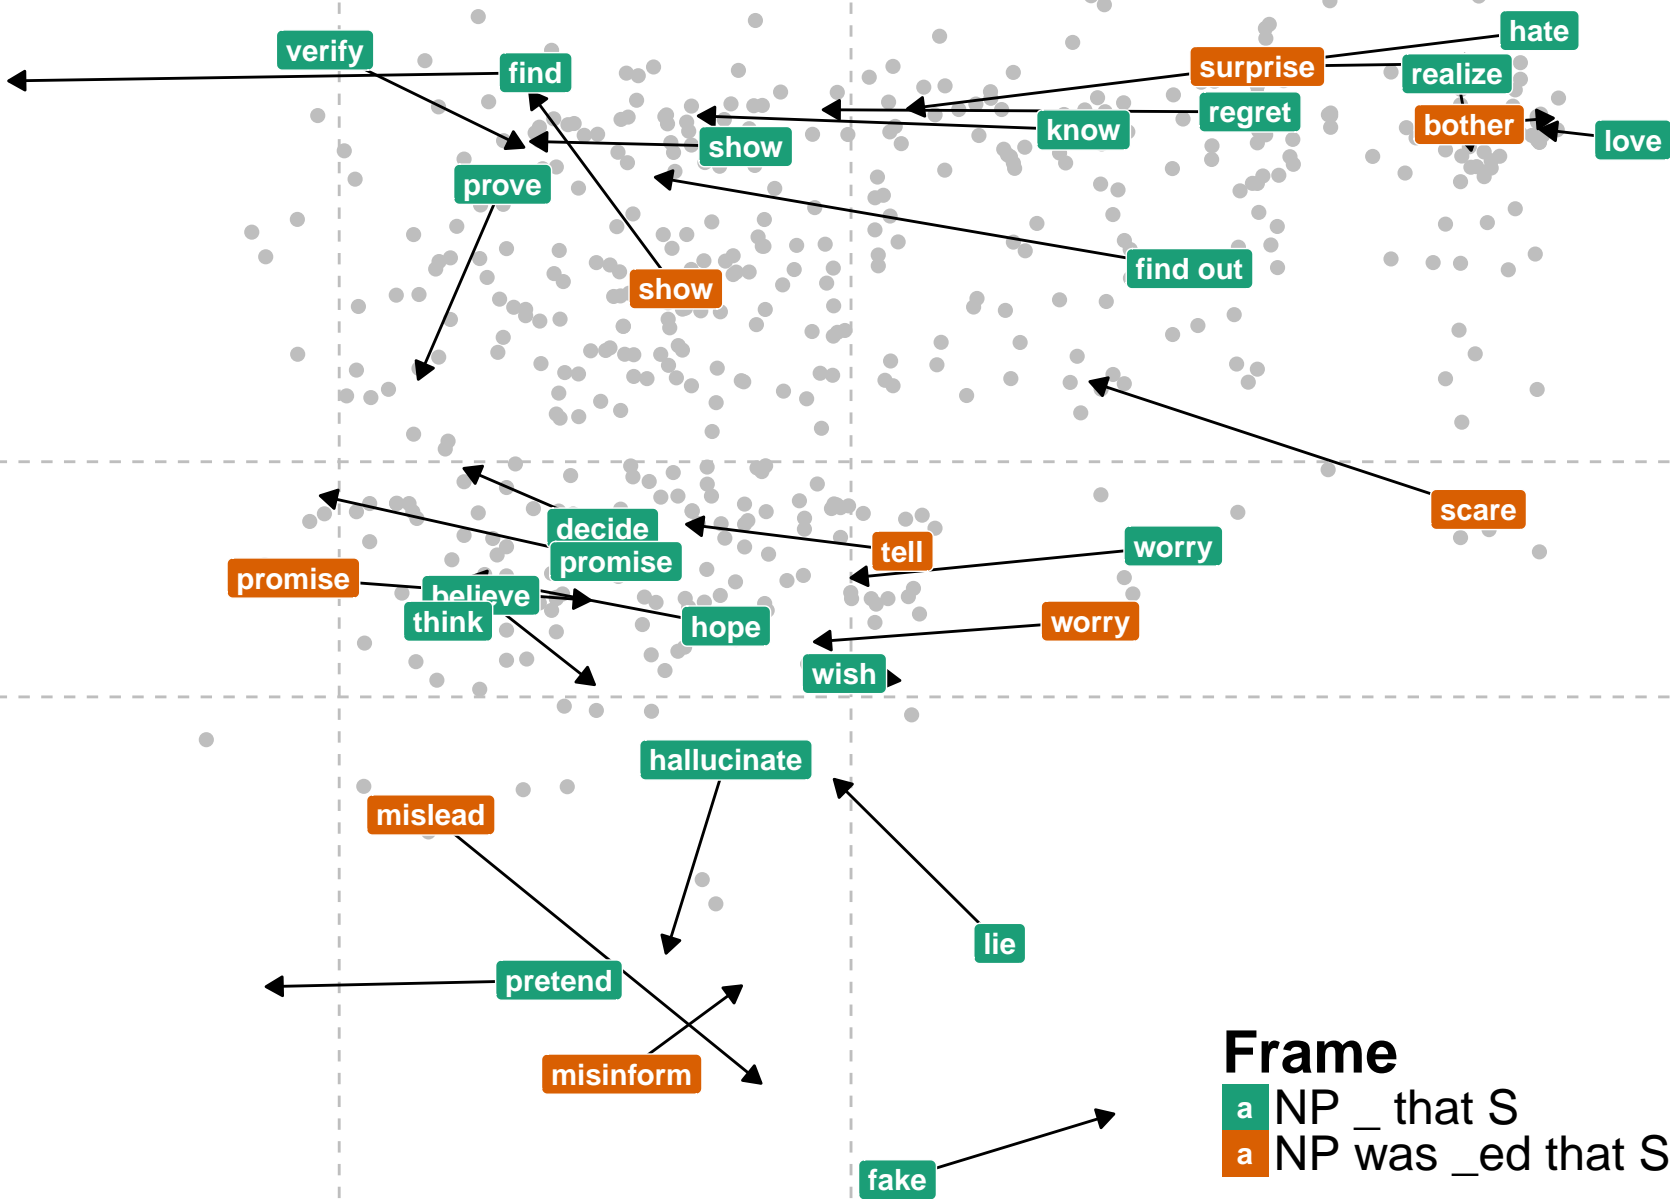 hate
verify
surprise
find
realize
regret
bother
know
love
show
prove
find out
show
scare
decide
tell
worry
promise
promise
believe
think
worry
hope
wish
hallucinate
mislead
lie
pretend
misinform
fake
Frame
a NP _ that S
a NP was _ed that S